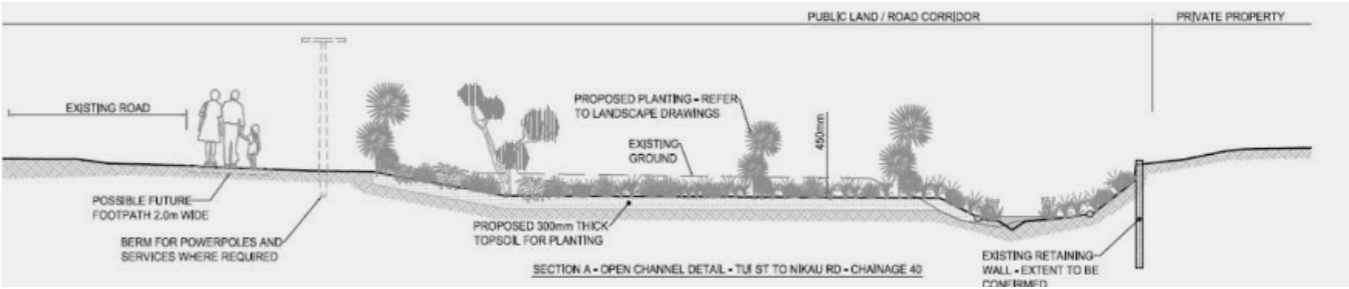 PUBLIC LAND / ROAD CORRIDOR
PRIVATE PROPERTY
EXISTING ROAD
PROPOSED PLANTING - REFER
TO LANDSCAPE DRAWINGS
EXISTING
GROUND
450mm
POSSIBLE FUTURE
FOOTPATH 2.0m WIDE
BERM FOR POWERPOLES AND
SERVICES WHERE REQUIRED
PROPOSED 300mm THICK
TOPSOIL FOR PLANTING
EXISTING RETAINING
WALL - EXTENT TO BE
CONFIRMED
SECTION A - OPEN CHANNEL DETAIL - TUI ST TO NIKAU RD - CHAINAGE 40